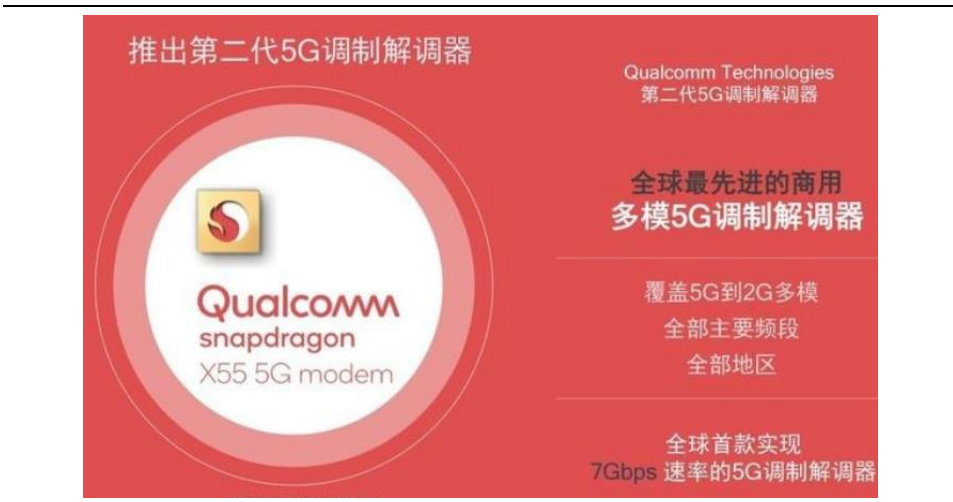 推出第二代5G调制解调器
Qualcomm
snapdragon
X55 5G modem
Qualcomm Technologies
第二代5G调制解调器
全球最先进的商用
多模5G调制解调器
覆盖5G到2G多模
全部主要频段
全部地区
全球首款实现
7Gbps 速率的5G调制解调器